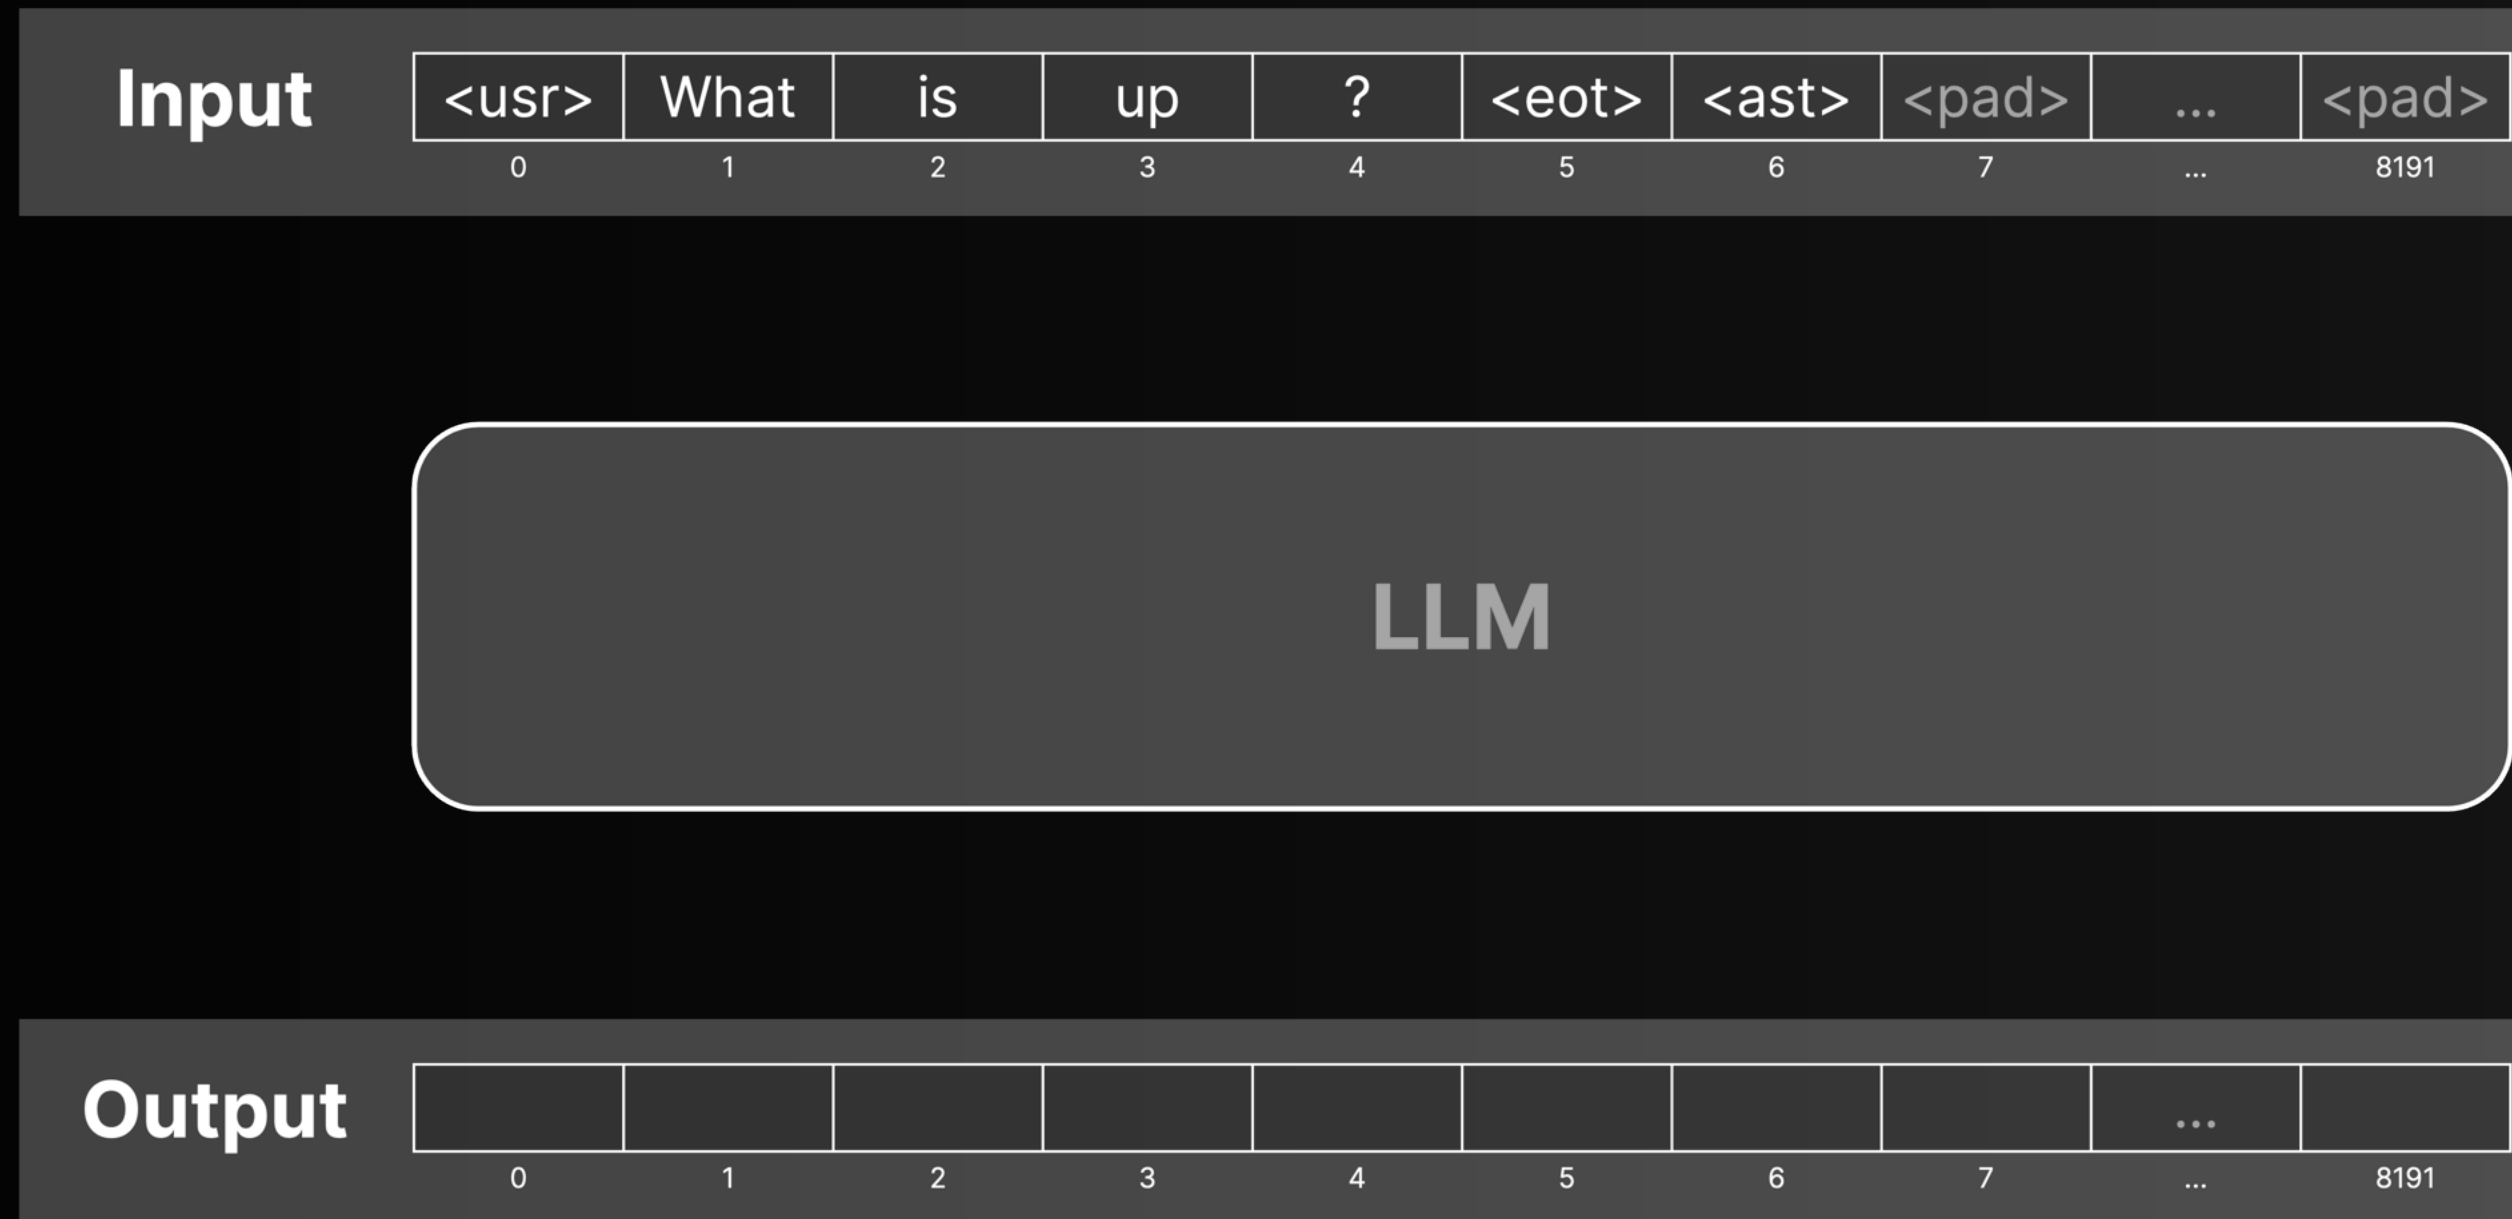 Input <usr> What is up ? <eot> <ast> <pad> ... <pad>
0 1 2 3 4 5 6 7 ... 8191
LLM
Output ...
0 1 2 3 4 5 6 7 ... 8191